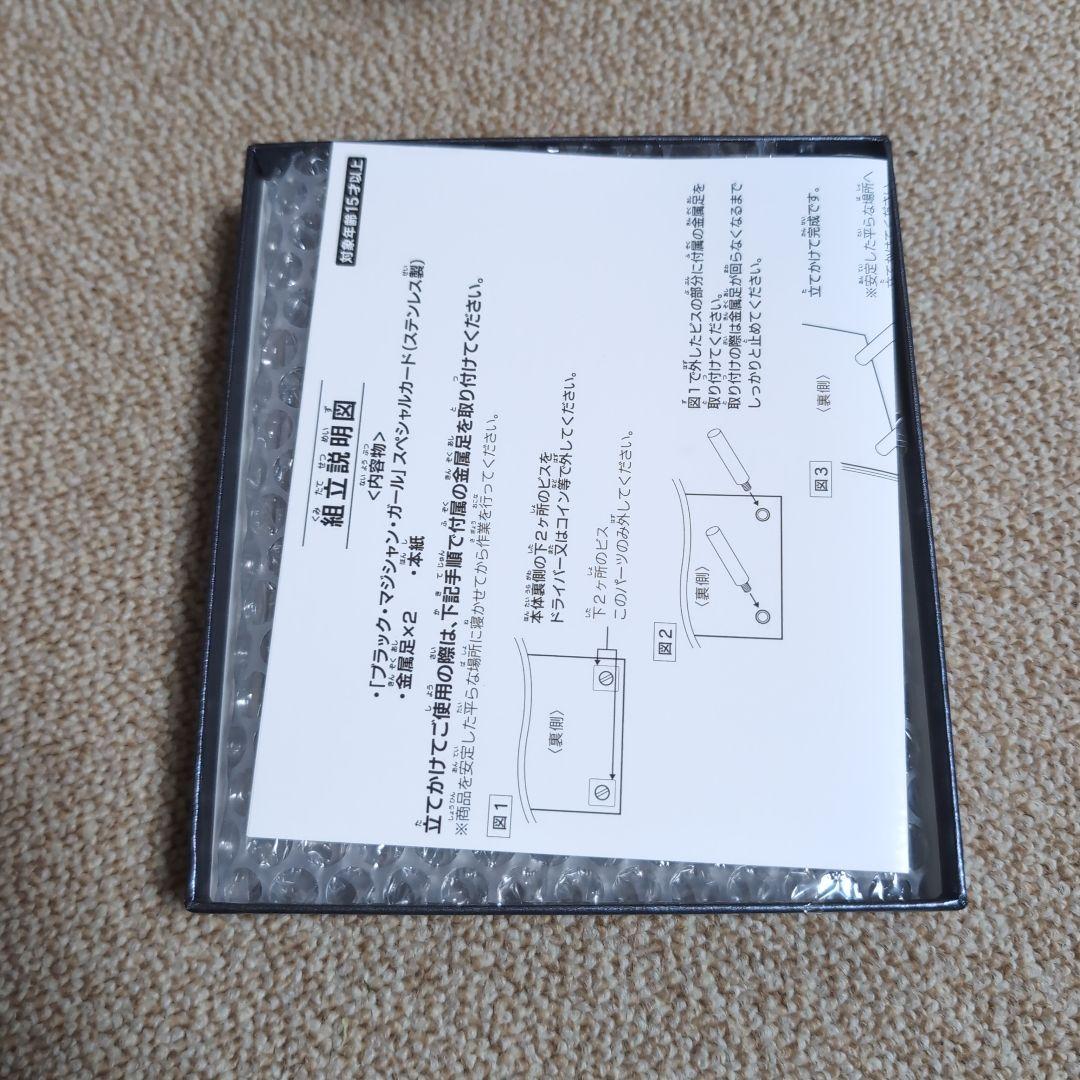 対象年齢15才以上
組立説明図
<内容物>
・「ブラック・マジシャン・ガール」スペシャルカード(ステンレス製)
・金属足×2 ・本紙
立てかけてご使用の際は、下記手順で付属の金属足を取り付けてください。
※商品を安定した平らな場所に寝かせてから作業を行ってください。
図1
本体裏側の下2ヶ所のビスを
ドライバー又はコイン等で外してください。
下2ヶ所のビス
このパーツのみ外してください。
〈裏側〉
図2
図1で外したビスの部分に付属の金属足を
取り付けてください。
取り付けの際は金属足が回らなくなるまで
しっかりと止めてください。
〈裏側〉
図3
立てかけて完成です。
※安定した平らな場所へ
〈裏側〉